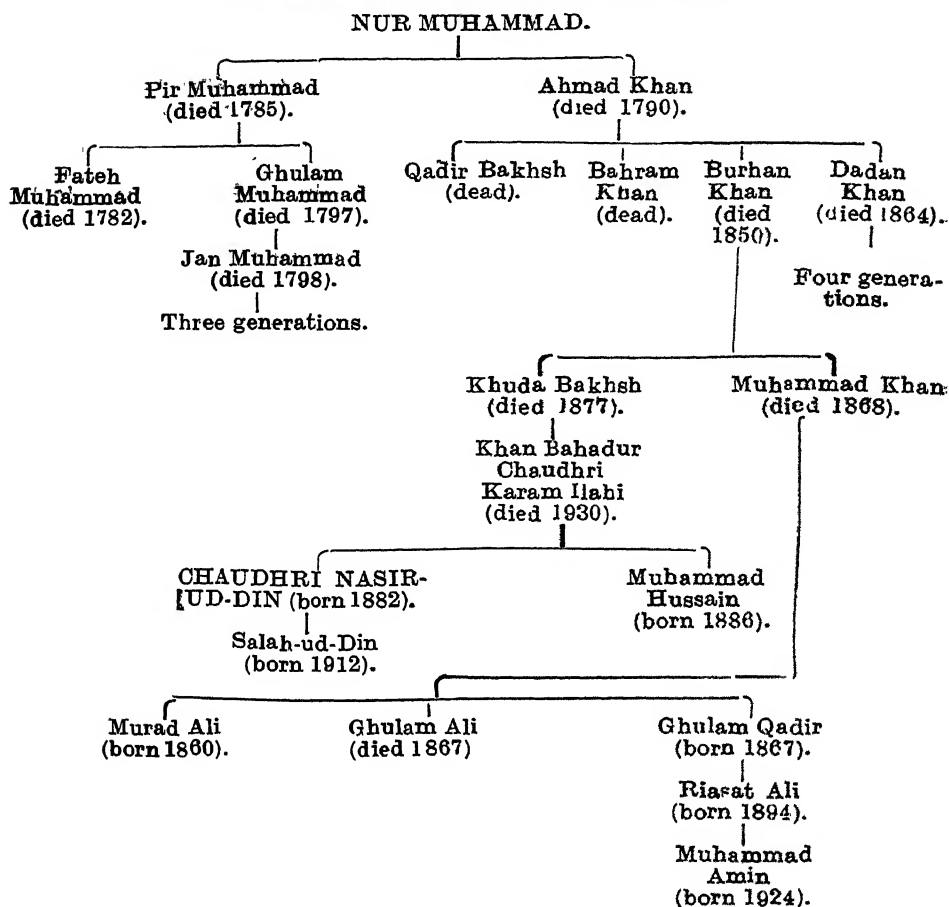 NUR MUHAMMAD.
Pir Muhammad
(died 1785).
Ahmad Khan
(died 1790).
Fateh
Muhammad
(died 1782).
Ghulam
Muhammad
(died 1797).
Jan Muhammad
(died 1798).
Three generations.
Qadir Bakhsh
(dead).
Bahram
Khan
(dead).
Burhan
Khan
(died
1850).
Dadan
Khan
(died 1864).
Four genera-
tions.
Khuda Bakhsh
(died 1877).
Muhammad Khan
(died 1868).
Khan Bahadur
Chaudhri
Karam Ilahi
(died 1930).
CHAUDHRI NASIR-
UD-DIN (born 1882).
Muhammad
Hussain
(born 1886).
Salah-ud-Din
(born 1912).
Murad Ali
(born 1860).
Ghulam Ali
(died 1867)
Ghulam Qadir
(born 1867).
Riasat Ali
(born 1894).
Muhammad
Amin
(born 1924).